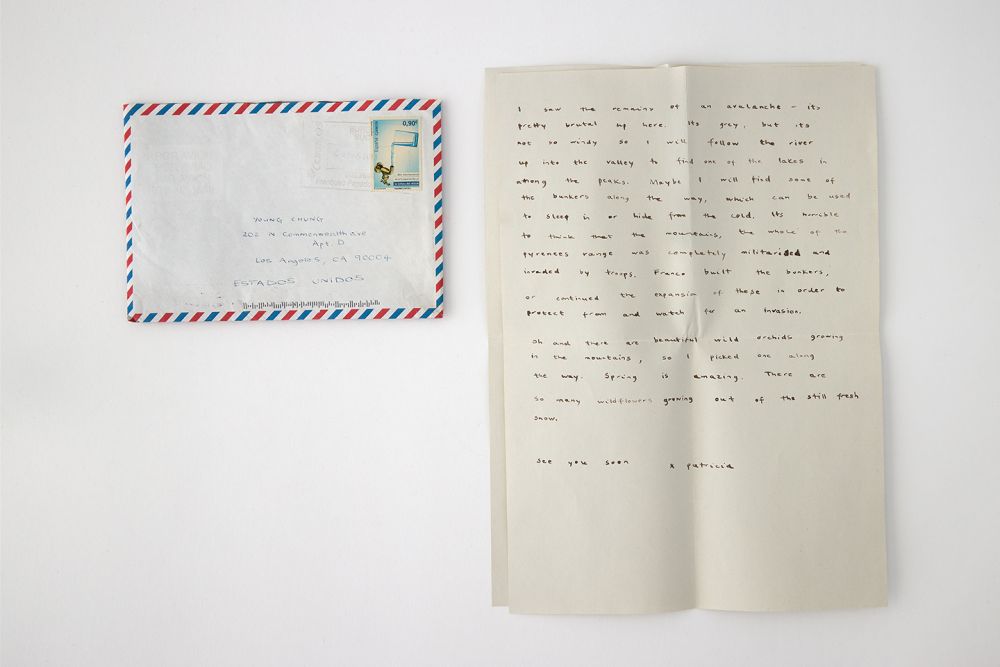 0,90€
YOUNG CHUNG
202 N. Commonwealth ave
Apt. D
Los Angeles, CA 90004
ESTADOS UNIDOS
I saw the remains of an avalanche - its
pretty brutal up here. Its grey, but its
not so windy so I will follow the river
up into the valley to find one of the lakes in
among the peaks. Maybe I will find some of
the bunkers along the way, which can be used
to sleep in or hide from the cold. Its horrible
to think that the mountains, the whole of the
pyrenees range was completely militarized and
invaded by troops. Franco built the bunkers,
or continued the expansion of these in order to
protect from and watch for an invasion.
oh and there are beautiful wild orchids growing
in the mountains, so I picked one along
the way. Spring is amazing. There are
so many wildflowers growing out of the still fresh
snow.
see you soon x patricia